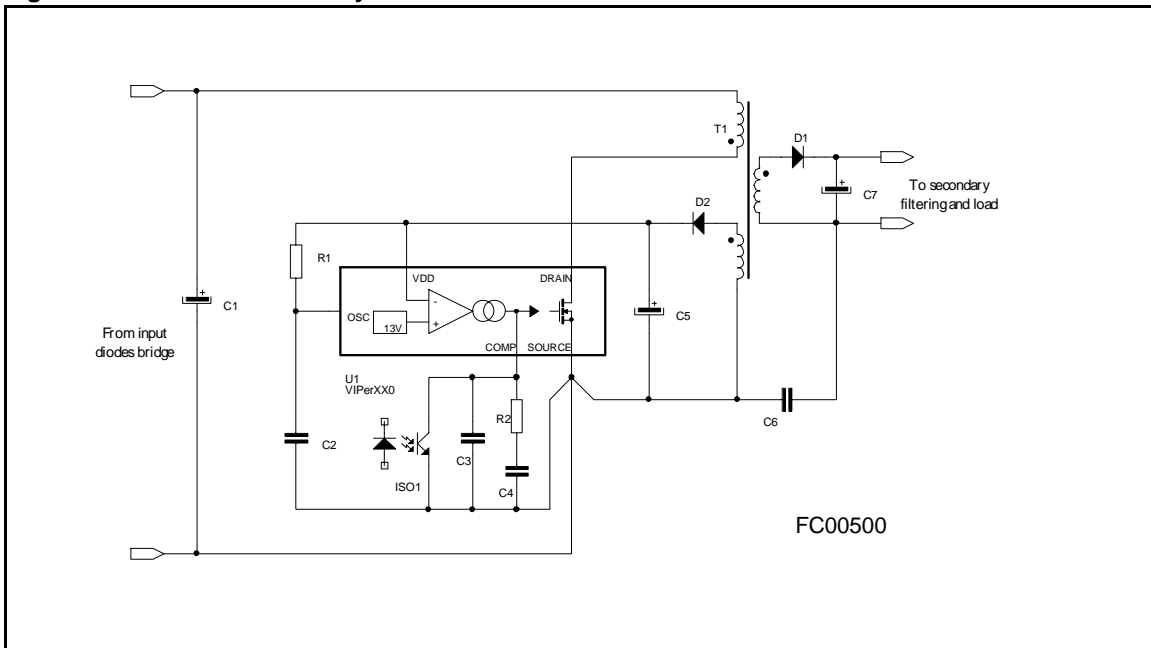 T1
D1
C7
To secondary
filtering and load
D2
R1
VDD
DRAIN
C1
OSC
13V
-
+
C5
From input
diodes bridge
COMP
SOURCE
U1
VIPerXX0
R2
C6
C2
C3
ISO1
C4
FC00500